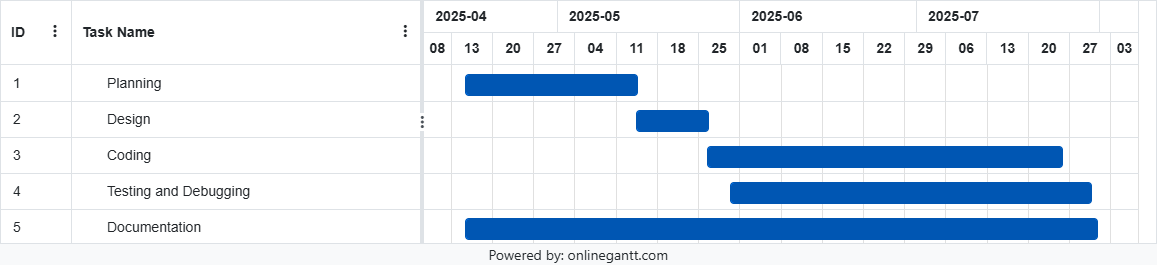 2025-04 2025-05 2025-06 2025-07
ID Task Name
08 13 20 27 04 11 18 25 01 08 15 22 29 06 13 20 27 03
1 Planning
2 Design
3 Coding
4 Testing and Debugging
5 Documentation
Powered by: onlinegantt.com